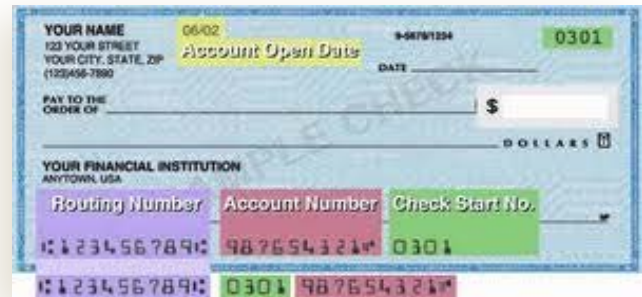 YOUR NAME 06/02 9-5678/1234 0301
123 YOUR STREET Account Open Date
YOUR CITY, STATE, ZIP
(123)456-7890 DATE
PAY TO THE
ORDER OF $
SAMPLE CHECK
DOLLARS
YOUR FINANCIAL INSTITUTION
ANYTOWN, USA
Routing Number Account Number Check Start No.
⑆123456789⑆ 987654321⑈ 0301
⑆123456789⑆ 0301 987654321⑈